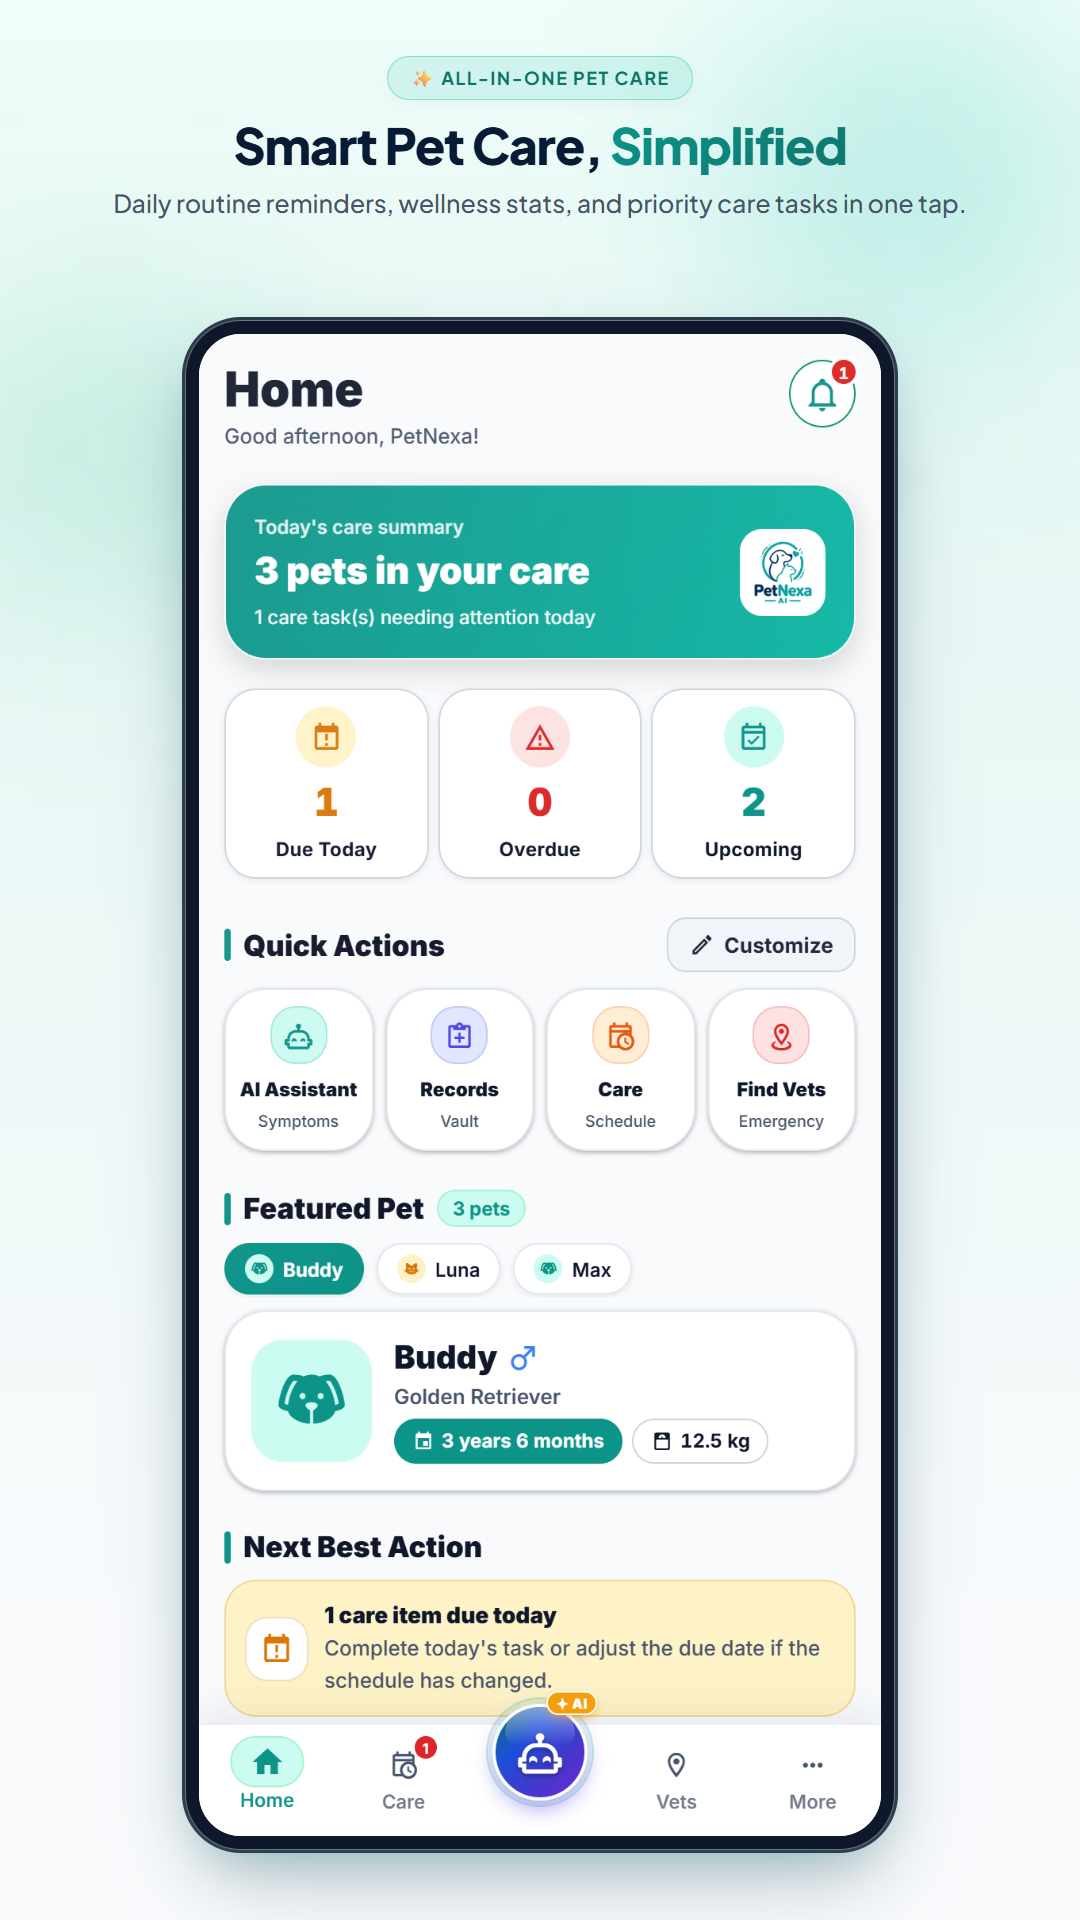 ✨ ALL-IN-ONE PET CARE
Smart Pet Care, Simplified
Daily routine reminders, wellness stats, and priority care tasks in one tap.
Home
1
Good afternoon, PetNexa!
Today's care summary
3 pets in your care
1 care task(s) needing attention today
PetNexa
AI
1
Due Today
0
Overdue
2
Upcoming
Quick Actions
Customize
AI Assistant
Symptoms
Records
Vault
Care
Schedule
Find Vets
Emergency
Featured Pet
3 pets
Buddy
Luna
Max
Buddy ♂
Golden Retriever
3 years 6 months
12.5 kg
Next Best Action
1 care item due today
Complete today's task or adjust the due date if the
schedule has changed.
AI
Home
1
Care
Vets
More